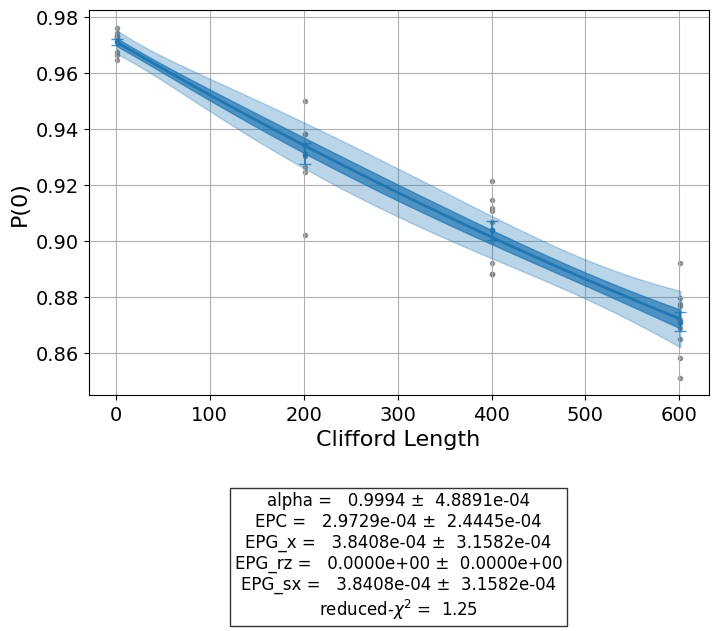 0.98
0.96
0.94
0.92
0.90
0.88
0.86
P(0)
0 100 200 300 400 500 600
Clifford Length
alpha = 0.9994 ± 4.8891e-04
EPC = 2.9729e-04 ± 2.4445e-04
EPG_x = 3.8408e-04 ± 3.1582e-04
EPG_rz = 0.0000e+00 ± 0.0000e+00
EPG_sx = 3.8408e-04 ± 3.1582e-04
reduced-χ² = 1.25